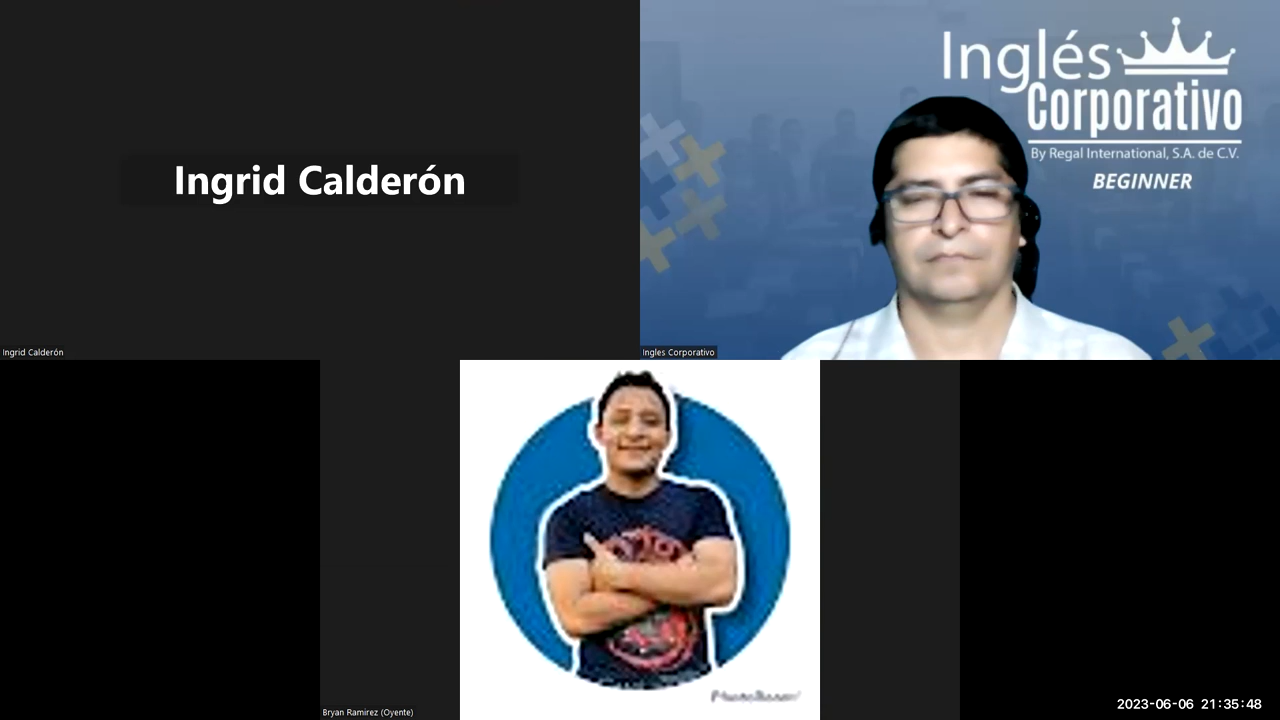 Ingrid Calderón
Ingrid Calderón
Inglés
Corporativo
By Regal International, S.A. de C.V.
BEGINNER
Ingles Corporativo
Bryan Ramirez (Oyente)
2023-06-06 21:35:48